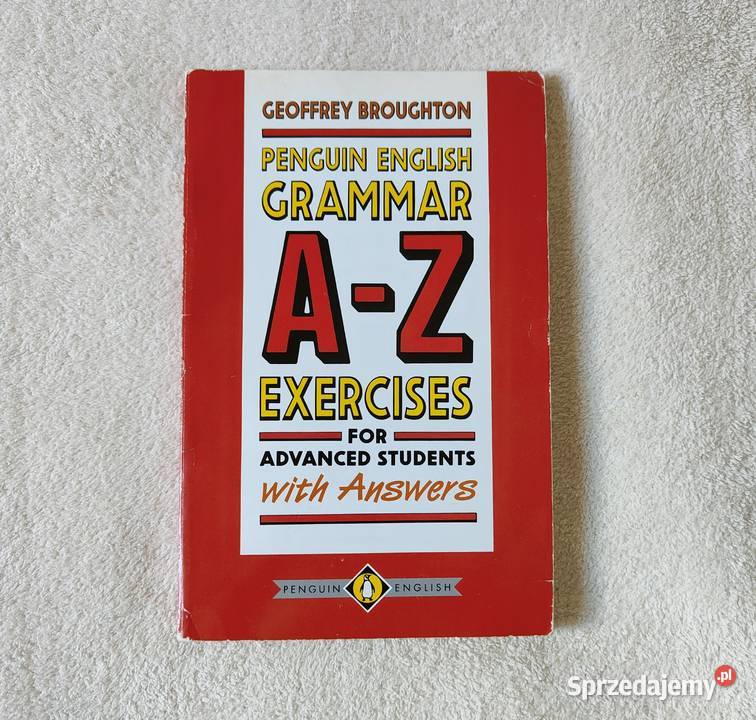 GEOFFREY BROUGHTON
PENGUIN ENGLISH
GRAMMAR
A-Z
EXERCISES
FOR
ADVANCED STUDENTS
with Answers
PENGUIN ENGLISH
Sprzedajemy.pl